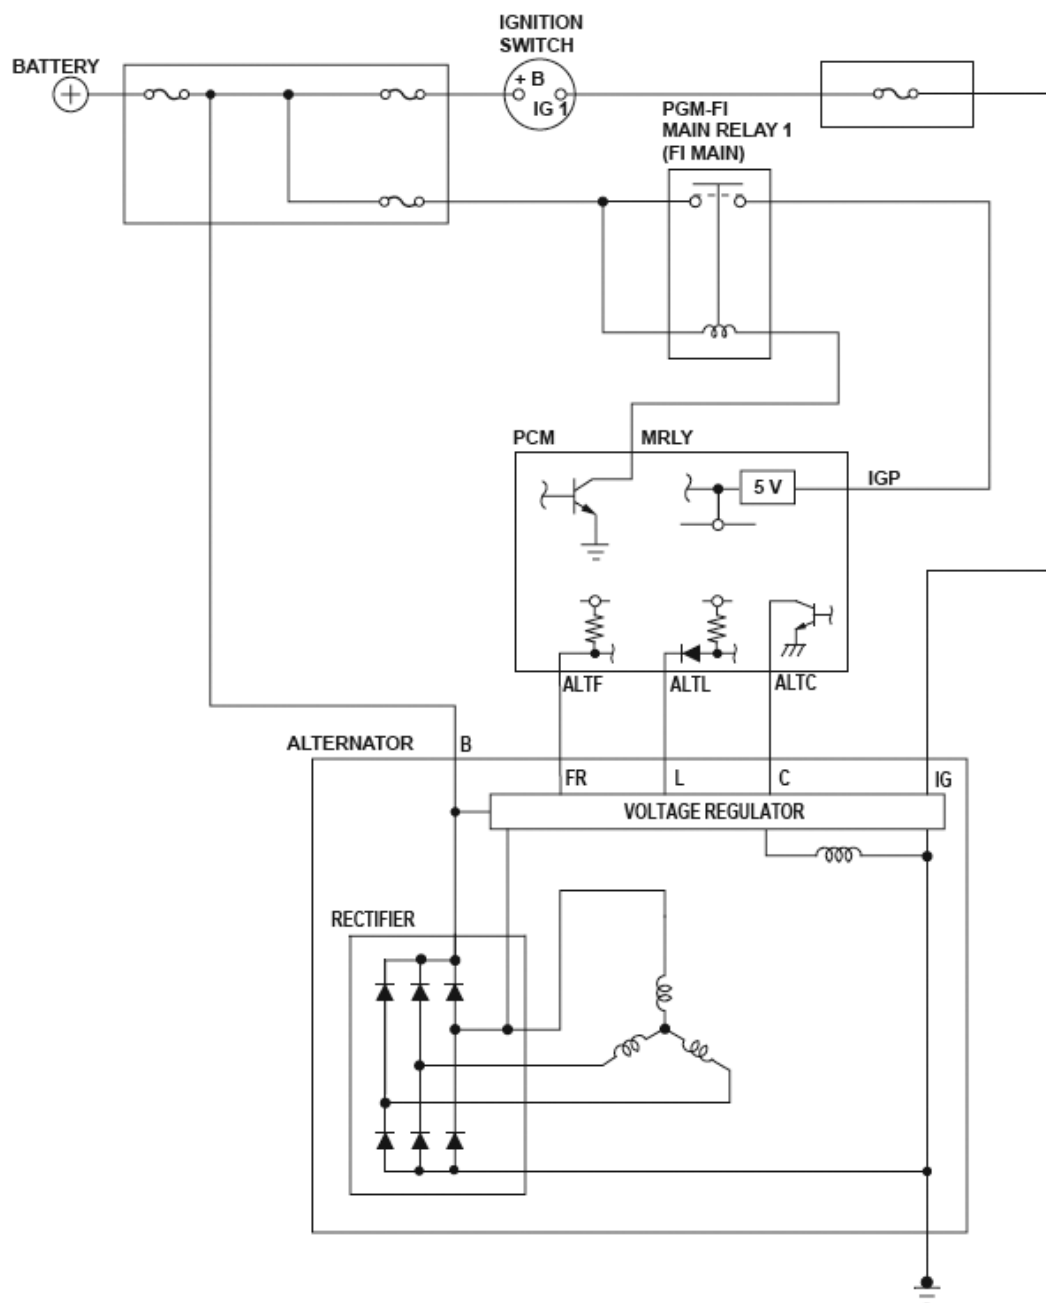 IGNITION
SWITCH
BATTERY
+ B
IG 1
PGM-FI
MAIN RELAY 1
(FI MAIN)
PCM
MRLY
5 V
IGP
ALTF
ALTL
ALTC
ALTERNATOR
B
FR
L
C
IG
VOLTAGE REGULATOR
RECTIFIER